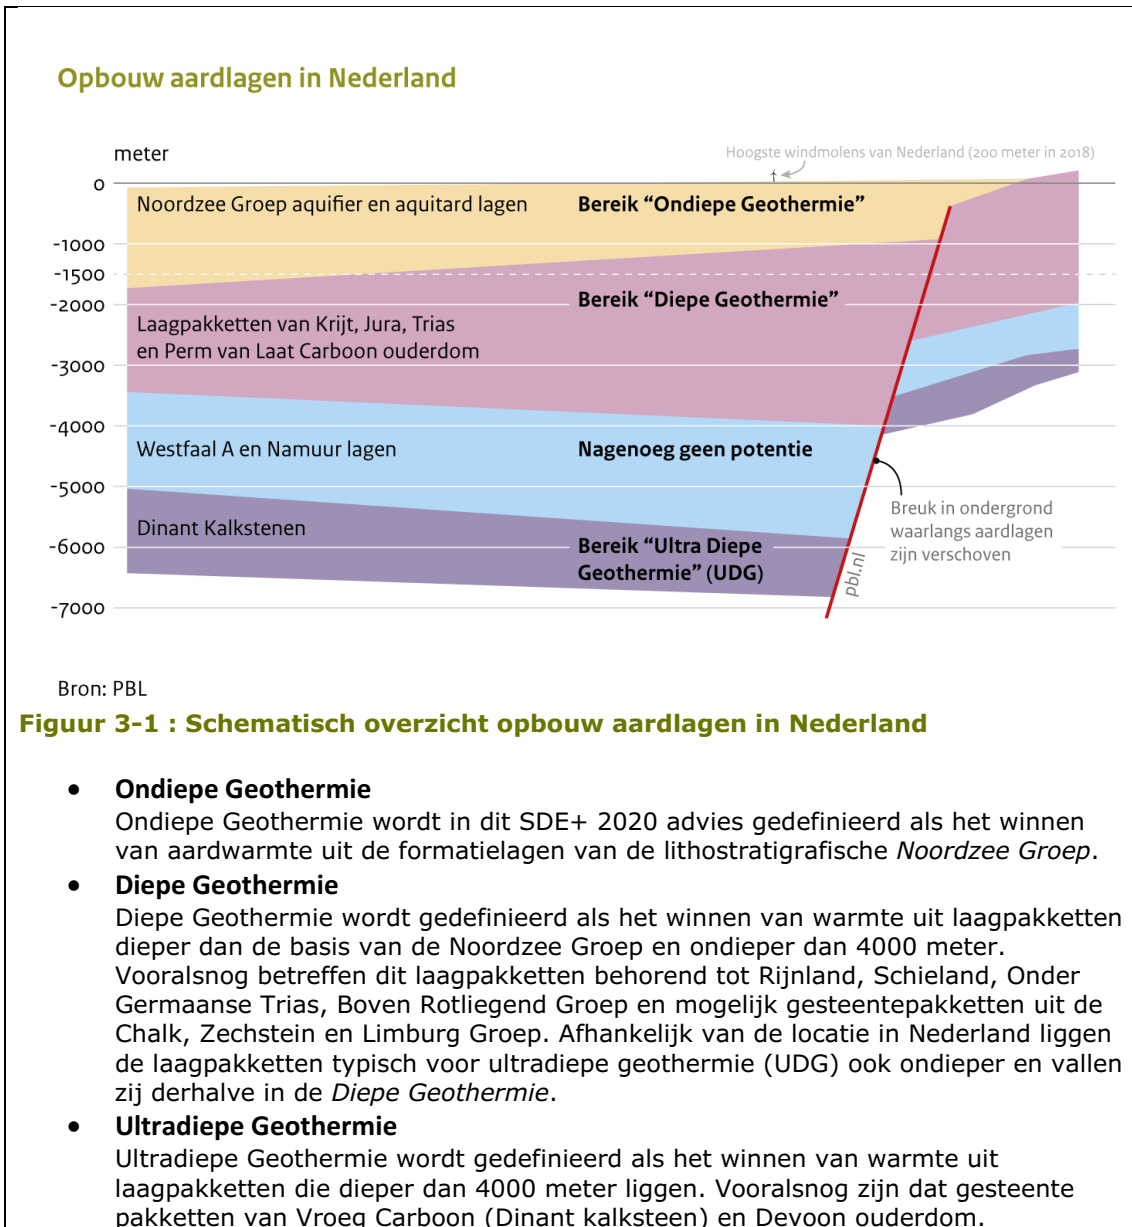 Opbouw aardlagen in Nederland
meter
Hoogste windmolens van Nederland (200 meter in 2018)
0
Noordzee Groep aquifier en aquitard lagen
Bereik “Ondiepe Geothermie”
-1000
-1500
Bereik “Diepe Geothermie”
-2000
Laagpakketten van Krijt, Jura, Trias
en Perm van Laat Carboon ouderdom
-3000
-4000
Westfaal A en Namuur lagen
Nagenoeg geen potentie
-5000
Breuk in ondergrond
waarlangs aardlagen
zijn verschoven
Dinant Kalkstenen
-6000
Bereik “Ultra Diepe
Geothermie” (UDG)
pbl.nl
-7000
Bron: PBL
Figuur 3-1 : Schematisch overzicht opbouw aardlagen in Nederland
• Ondiepe Geothermie
Ondiepe Geothermie wordt in dit SDE+ 2020 advies gedefinieerd als het winnen
van aardwarmte uit de formatielagen van de lithostratigrafische Noordzee Groep.
• Diepe Geothermie
Diepe Geothermie wordt gedefinieerd als het winnen van warmte uit laagpakketten
dieper dan de basis van de Noordzee Groep en ondieper dan 4000 meter.
Vooralsnog betreffen dit laagpakketten behorend tot Rijnland, Schieland, Onder
Germaanse Trias, Boven Rotliegend Groep en mogelijk gesteentepakketten uit de
Chalk, Zechstein en Limburg Groep. Afhankelijk van de locatie in Nederland liggen
de laagpakketten typisch voor ultradiepe geothermie (UDG) ook ondieper en vallen
zij derhalve in de Diepe Geothermie.
• Ultradiepe Geothermie
Ultradiepe Geothermie wordt gedefinieerd als het winnen van warmte uit
laagpakketten die dieper dan 4000 meter liggen. Vooralsnog zijn dat gesteente
pakketten van Vroeg Carboon (Dinant kalksteen) en Devoon ouderdom.